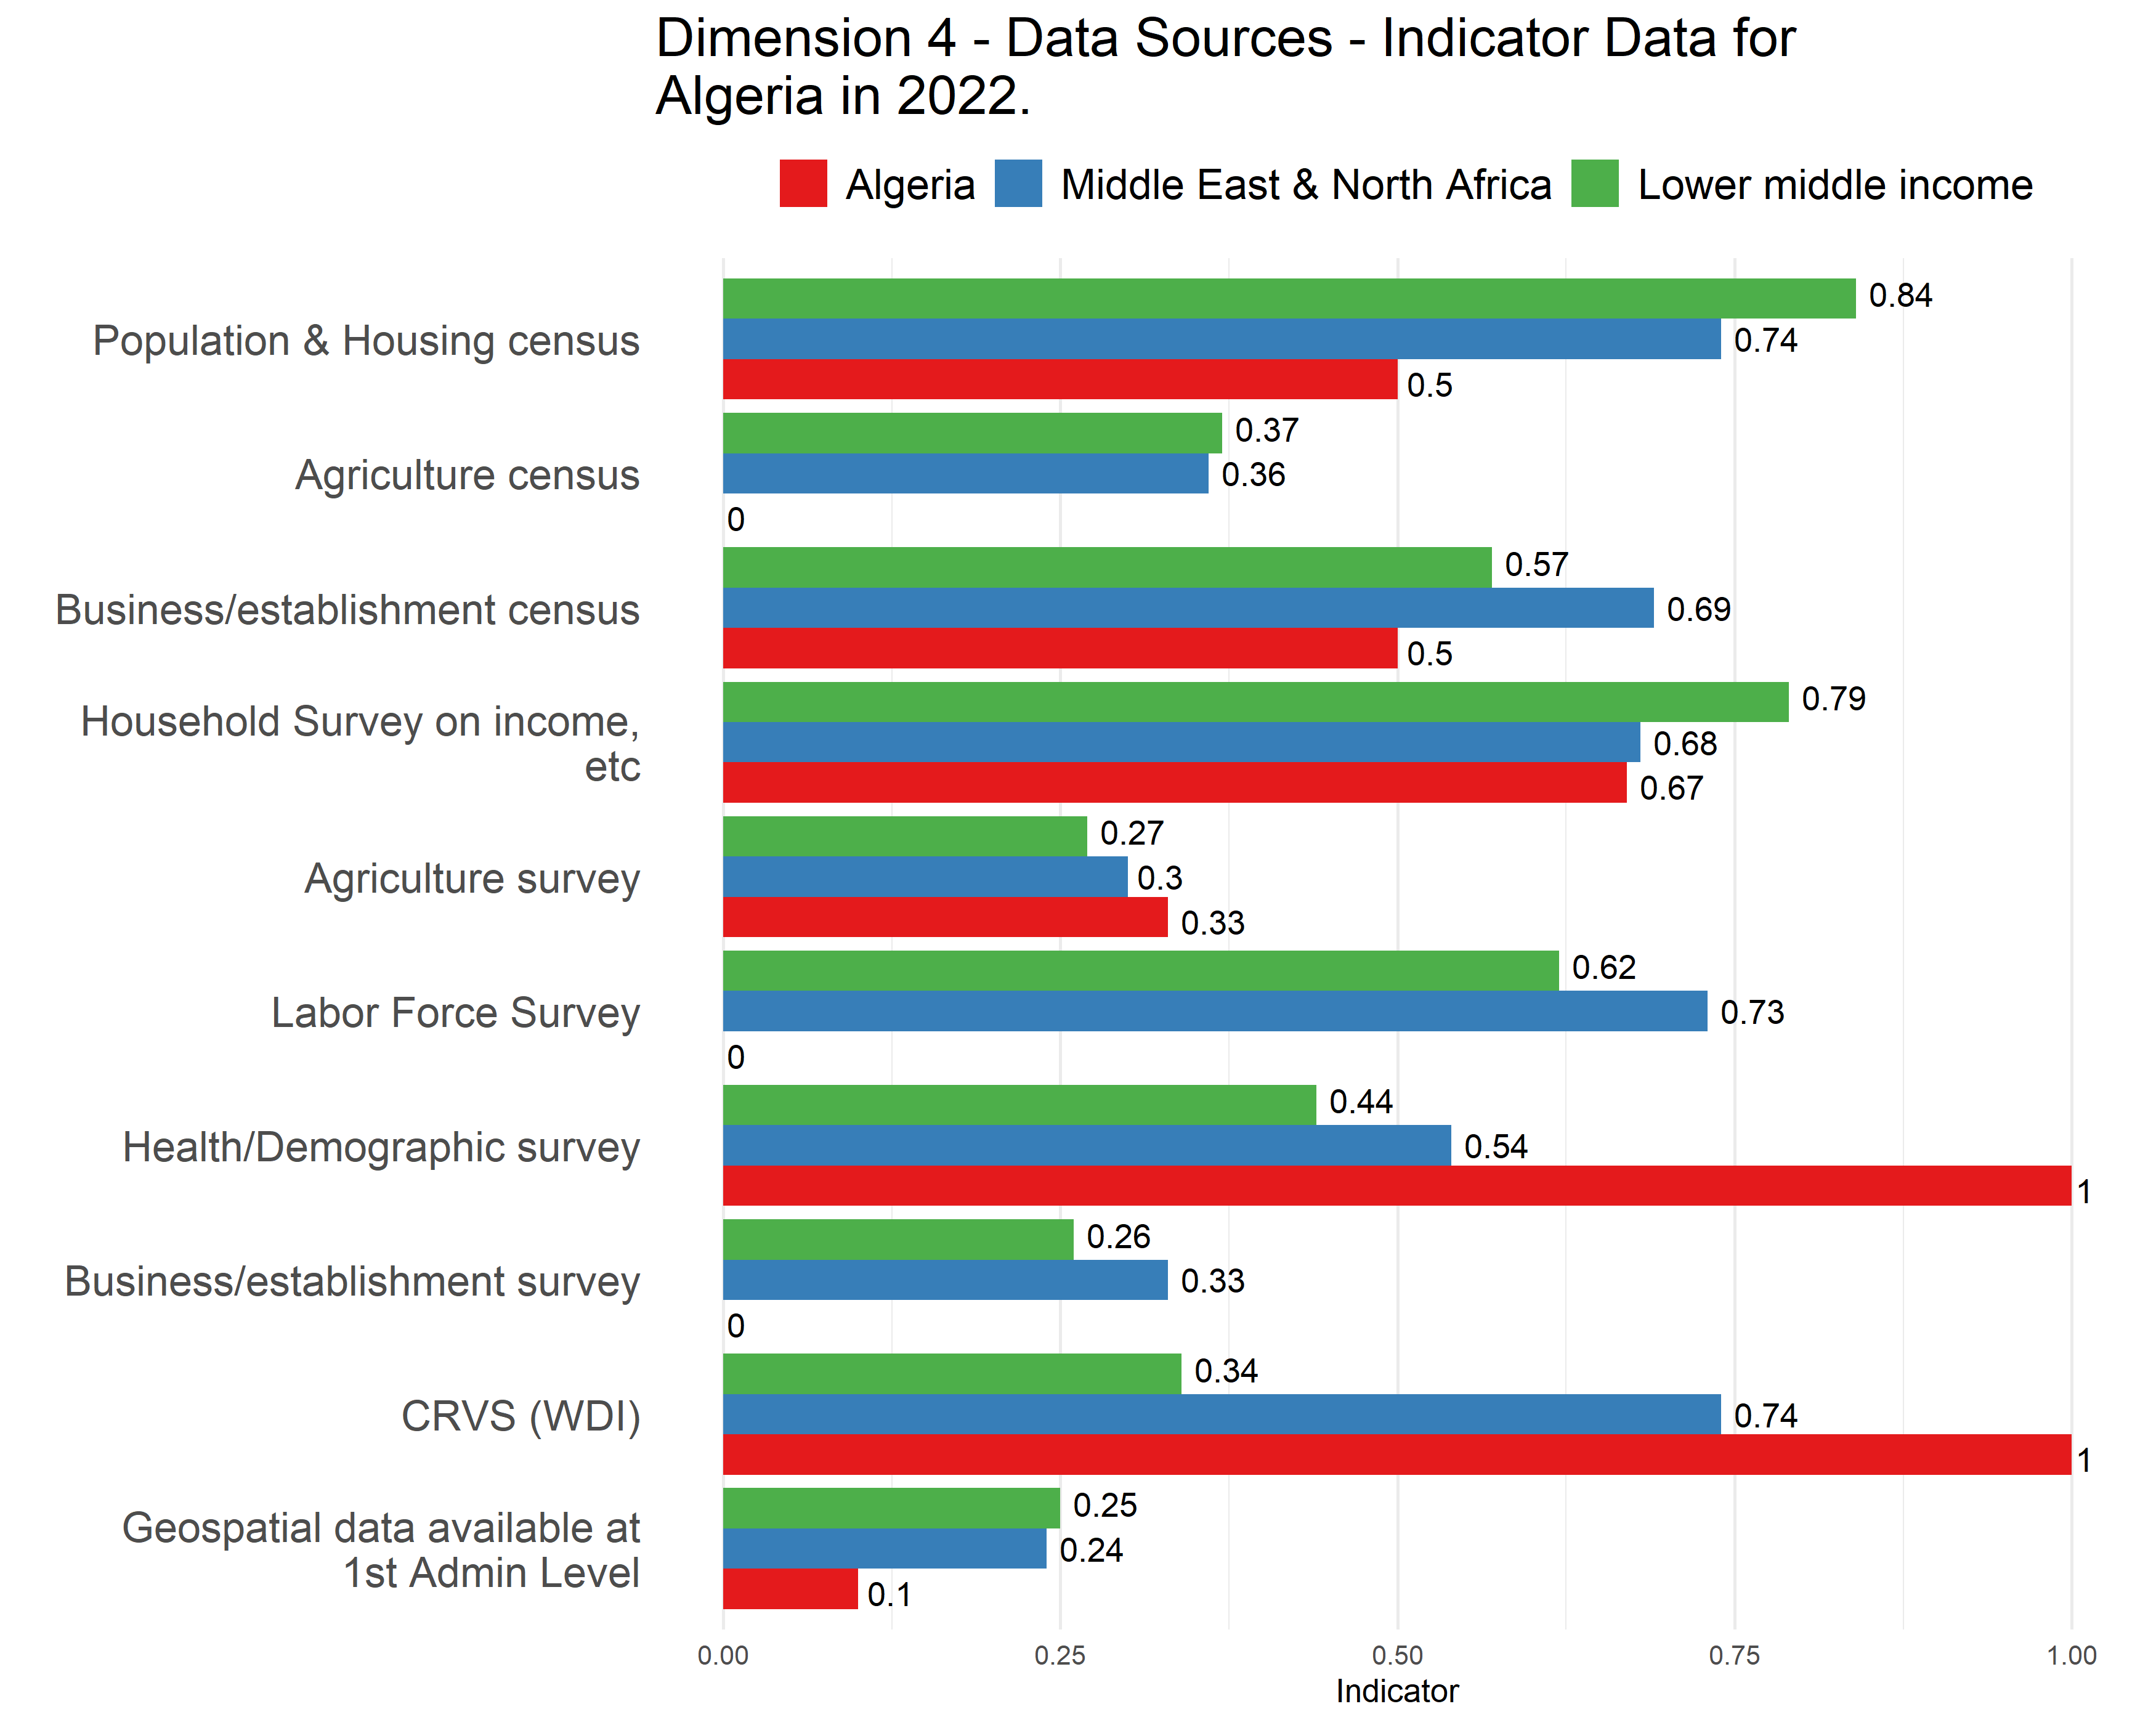 Dimension 4 - Data Sources - Indicator Data for
Algeria in 2022.
Algeria
Middle East & North Africa
Lower middle income
Population & Housing census
0.84
0.74
0.5
Agriculture census
0.37
0.36
0
Business/establishment census
0.57
0.69
0.5
Household Survey on income,
etc
0.79
0.68
0.67
Agriculture survey
0.27
0.3
0.33
Labor Force Survey
0.62
0.73
0
Health/Demographic survey
0.44
0.54
1
Business/establishment survey
0.26
0.33
0
CRVS (WDI)
0.34
0.74
1
Geospatial data available at
1st Admin Level
0.25
0.24
0.1
0.00 0.25 0.50 0.75 1.00
Indicator